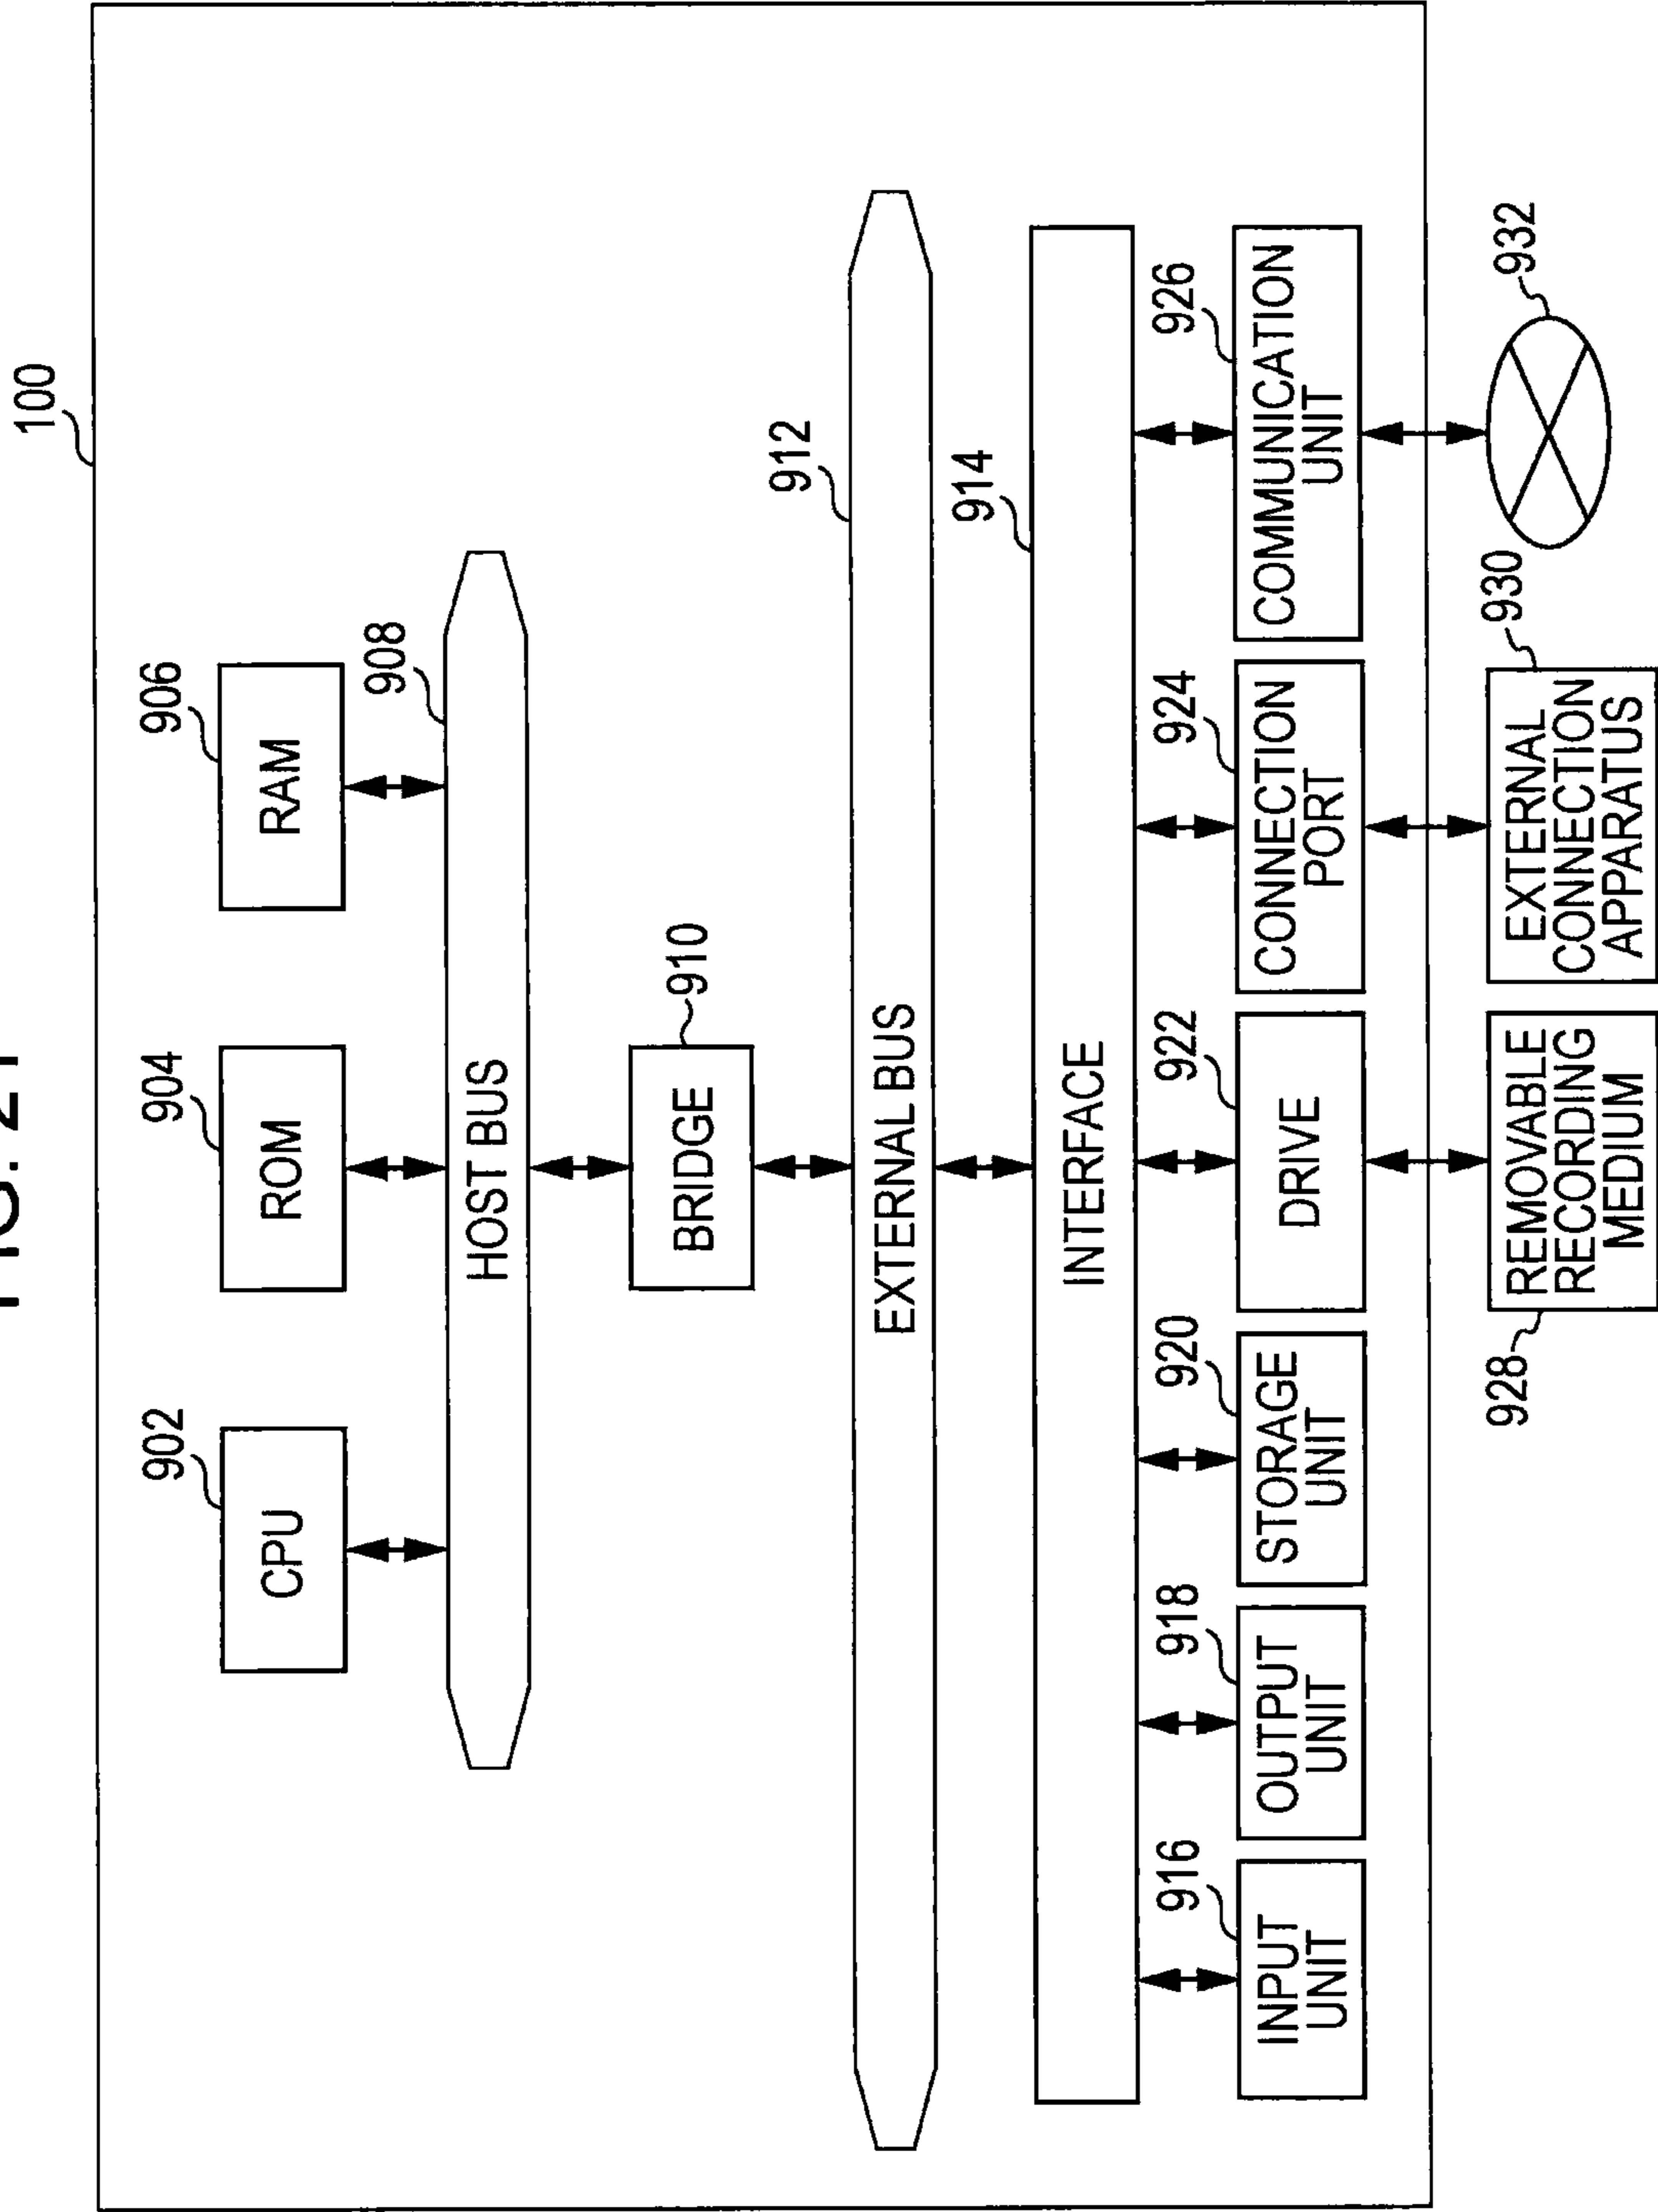 100
902
904
906
CPU
ROM
RAM
908
HOST BUS
910
BRIDGE
912
EXTERNAL BUS
914
INTERFACE
916
918
920
922
924
926
INPUT
UNIT
OUTPUT
UNIT
STORAGE
UNIT
DRIVE
CONNECTION
PORT
COMMUNICATION
UNIT
928
REMOVABLE
RECORDING
MEDIUM
930
EXTERNAL
CONNECTION
APPARATUS
932